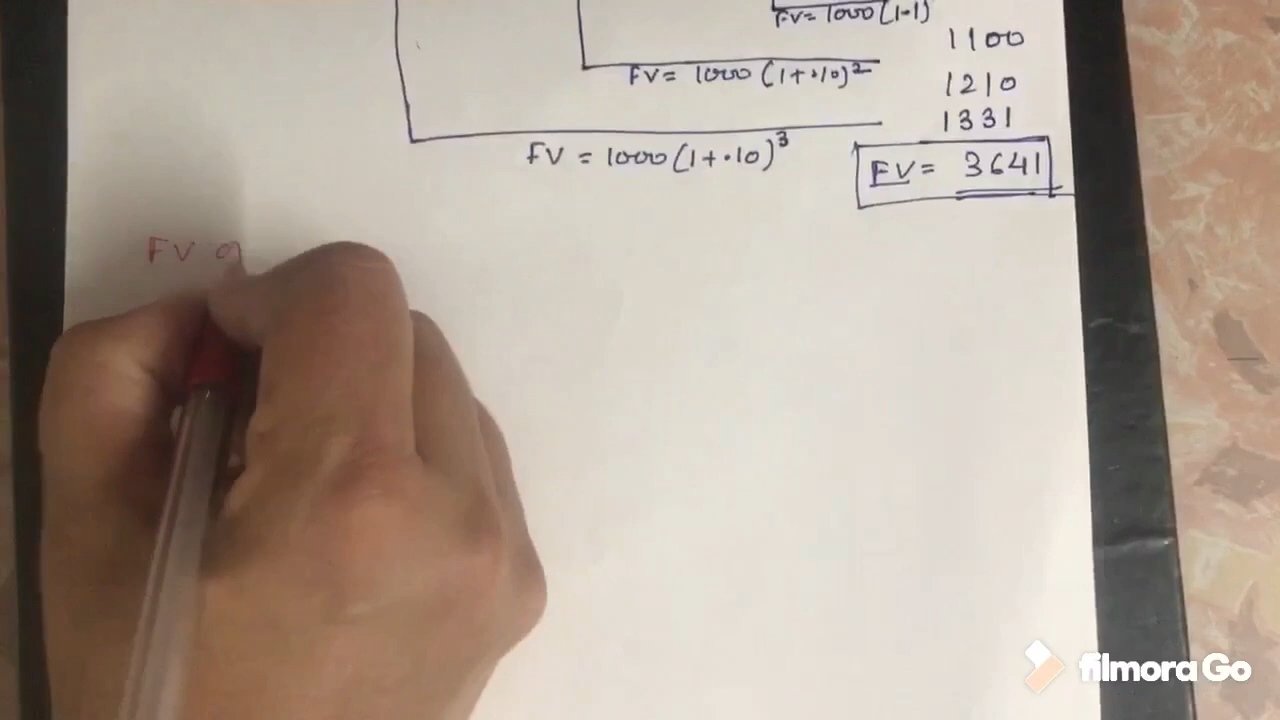 FV= 1000 (1.1)
1100
FV= 1000 (1+.10)²
1210
1331
FV = 1000 (1+.10)³
FV = 3641
FV o
filmora Go